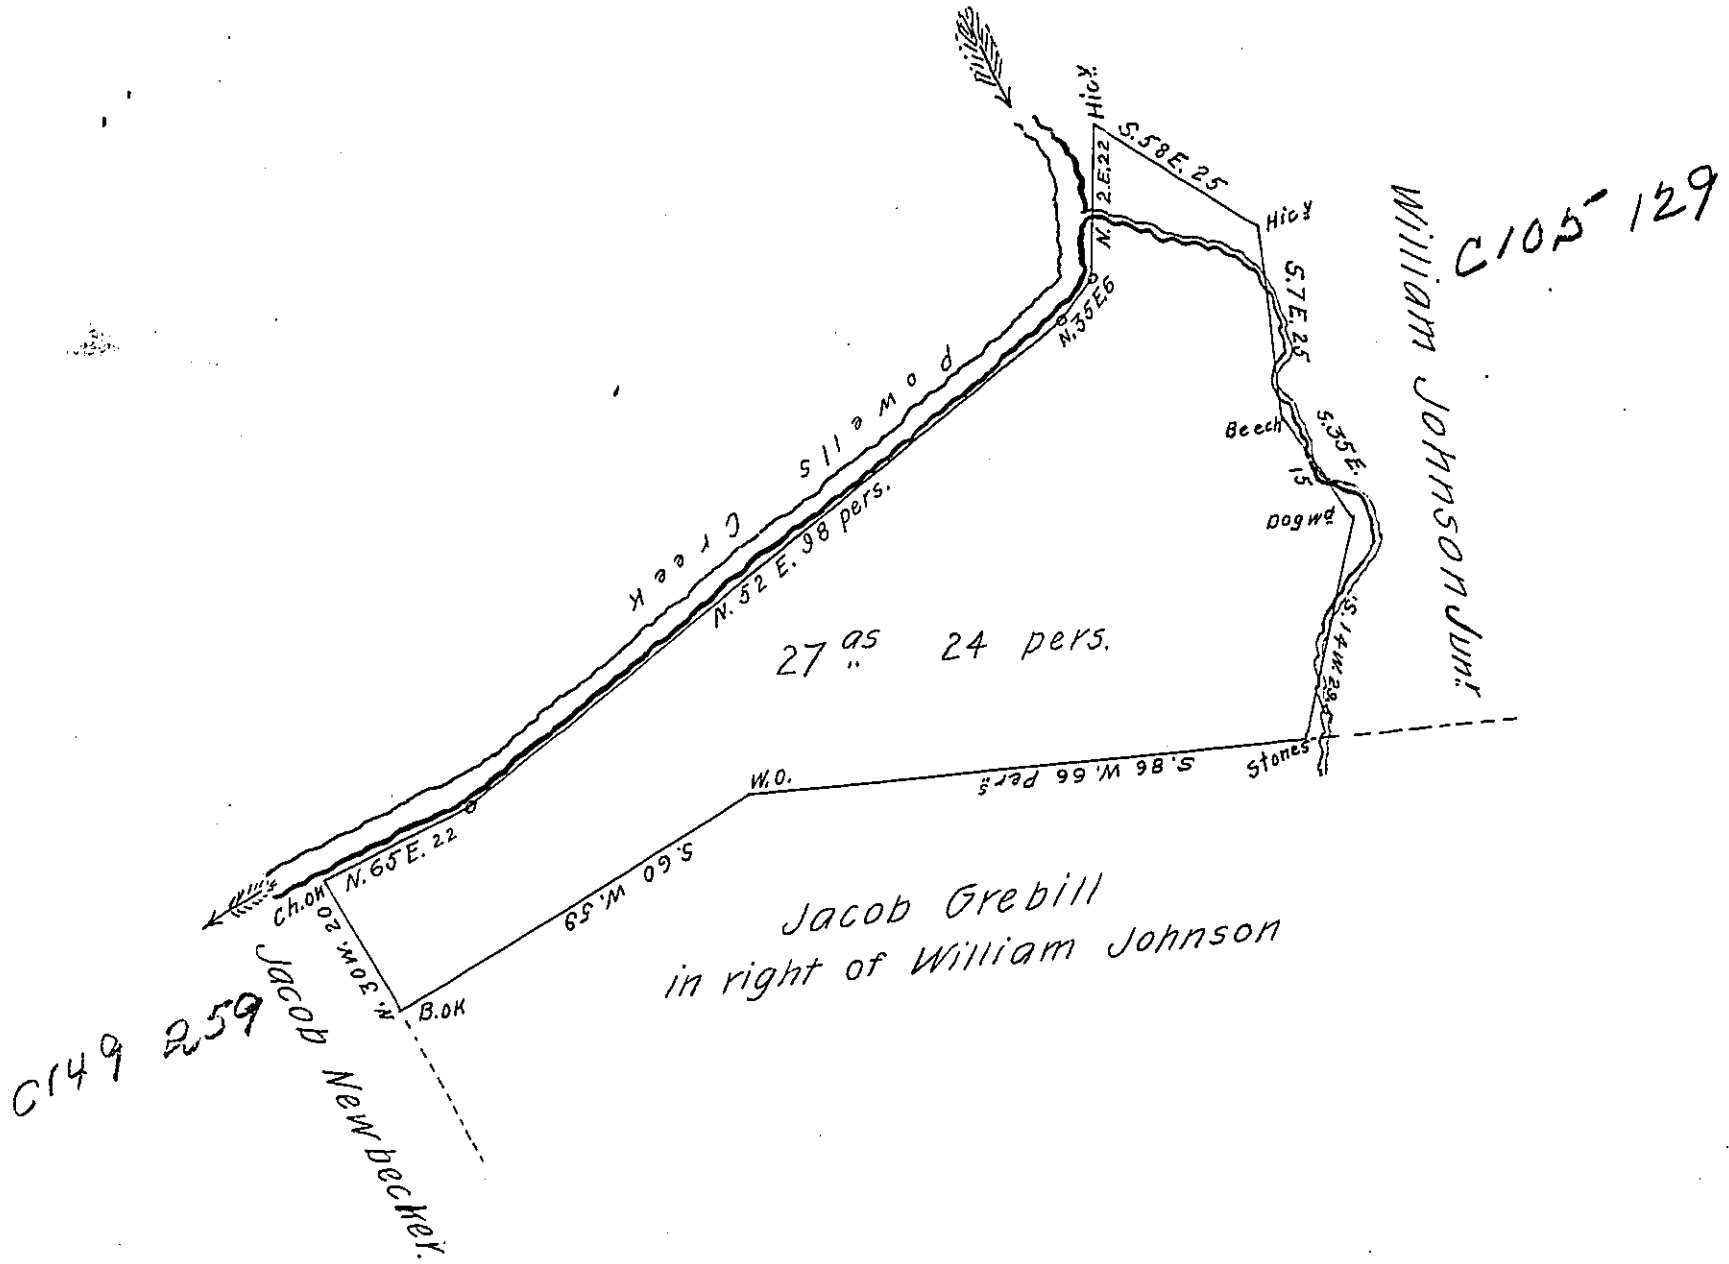 Hic.y
S.58E.25
N.2.E.22
Hic.y
William Johnson Junr.
C105 129
S.7E.25
N.35E.6
Powells Creek
Beech
S.35E.
15
Dogwd
N. 52 E. 98 pers.
27 as 24 pers.
S.14W.29
Stones
S. 86 W. 66 Pers
W.O.
N.65E.22
Ch.OK
S.60 W. 59
N. 30W. 20
B.OK
Jacob Grebill
in right of William Johnson
C149 259
Jacob Newbecker.